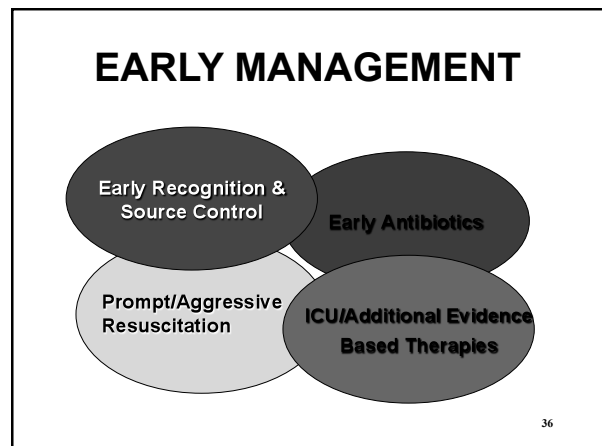 EARLY MANAGEMENT
Early Recognition &
Source Control
Early Antibiotics
Prompt/Aggressive
Resuscitation
ICU/Additional Evidence
Based Therapies
36